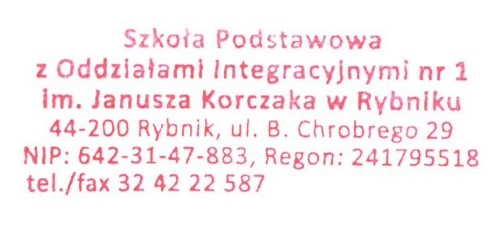 Szkoła Podstawowa
z Oddziałami Integracyjnymi nr 1
im. Janusza Korczaka w Rybniku
44-200 Rybnik, ul. B. Chrobrego 29
NIP: 642-31-47-883, Regon: 241795518
tel./fax 32 42 22 587